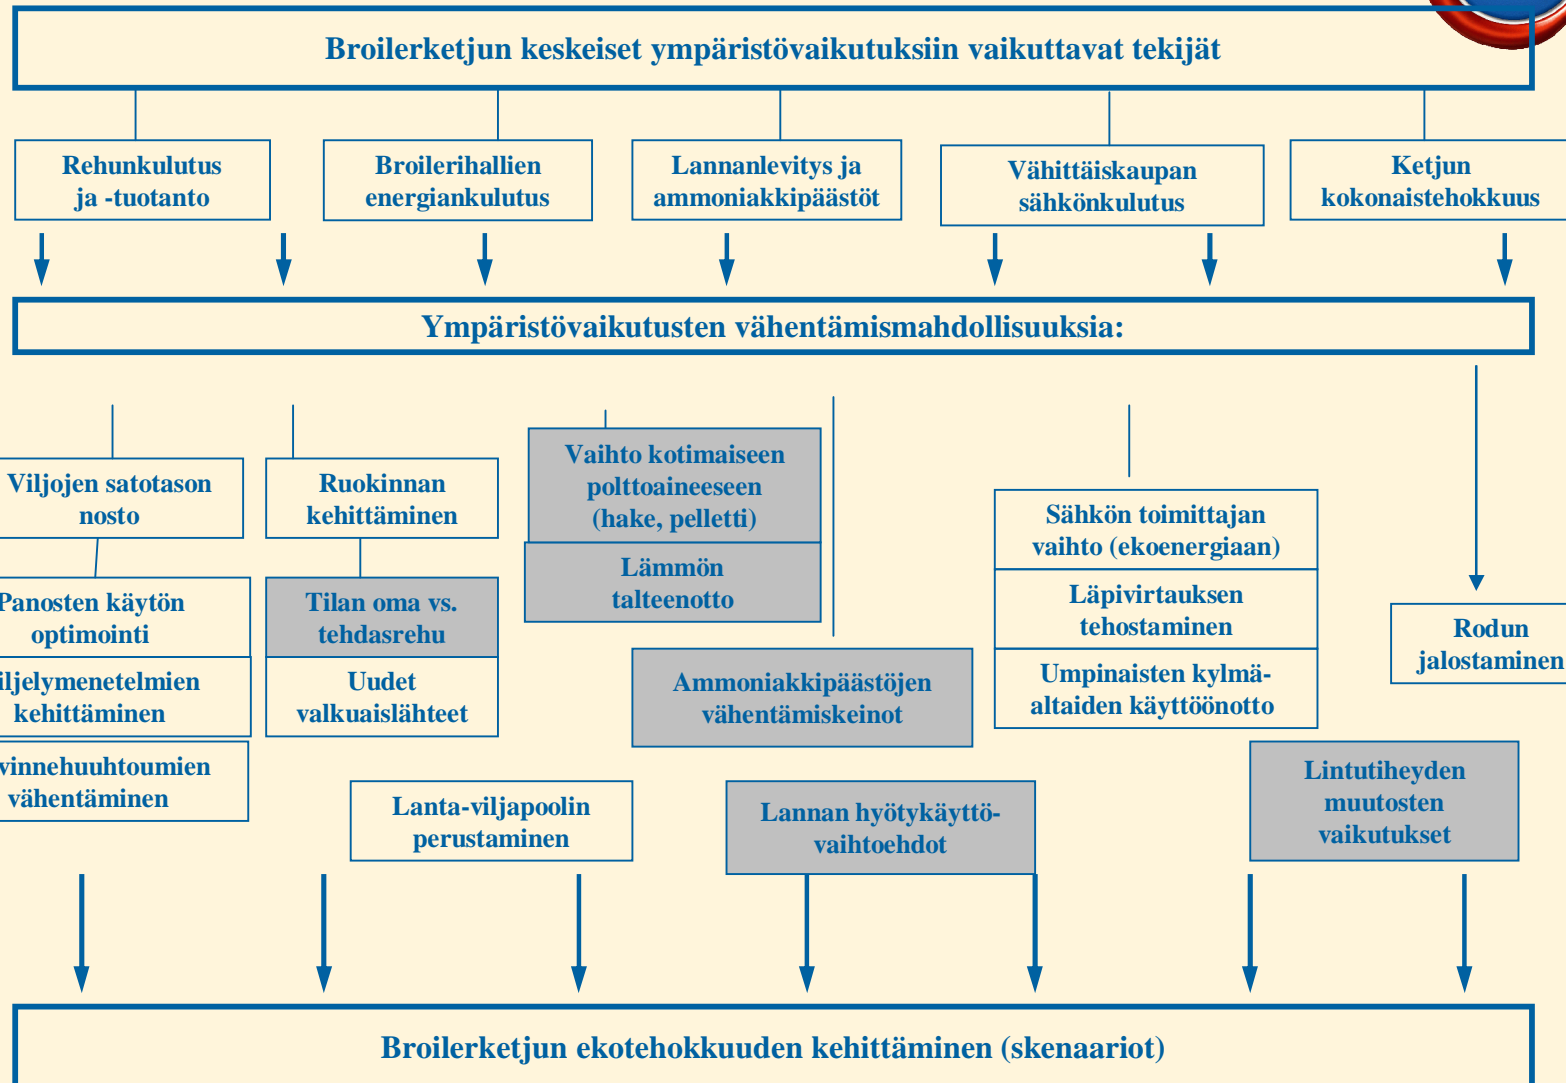 Broilerketjun keskeiset ympäristövaikutuksiin vaikuttavat tekijät
Rehunkulutus
ja -tuotanto
Broilerihallien
energiankulutus
Lannanlevitys ja
ammoniakkipäästöt
Vähittäiskaupan
sähkönkulutus
Ketjun
kokonaistehokkuus
Ympäristövaikutusten vähentämismahdollisuuksia:
Viljojen satotason
nosto
Panosten käytön
optimointi
iljelymenetelmien
kehittäminen
vinnehuuhtoumien
vähentäminen
Ruokinnan
kehittäminen
Tilan oma vs.
tehdasrehu
Uudet
valkuaislähteet
Lanta-viljapoolin
perustaminen
Vaihto kotimaiseen
polttoaineeseen
(hake, pelletti)
Lämmön
talteenotto
Ammoniakkipäästöjen
vähentämiskeinot
Lannan hyötykäyttö-
vaihtoehdot
Sähkön toimittajan
vaihto (ekoenergiaan)
Läpivirtauksen
tehostaminen
Umpinaisten kylmä-
altaiden käyttöönotto
Rodun
jalostaminen
Lintutiheyden
muutosten
vaikutukset
Broilerketjun ekotehokkuuden kehittäminen (skenaariot)